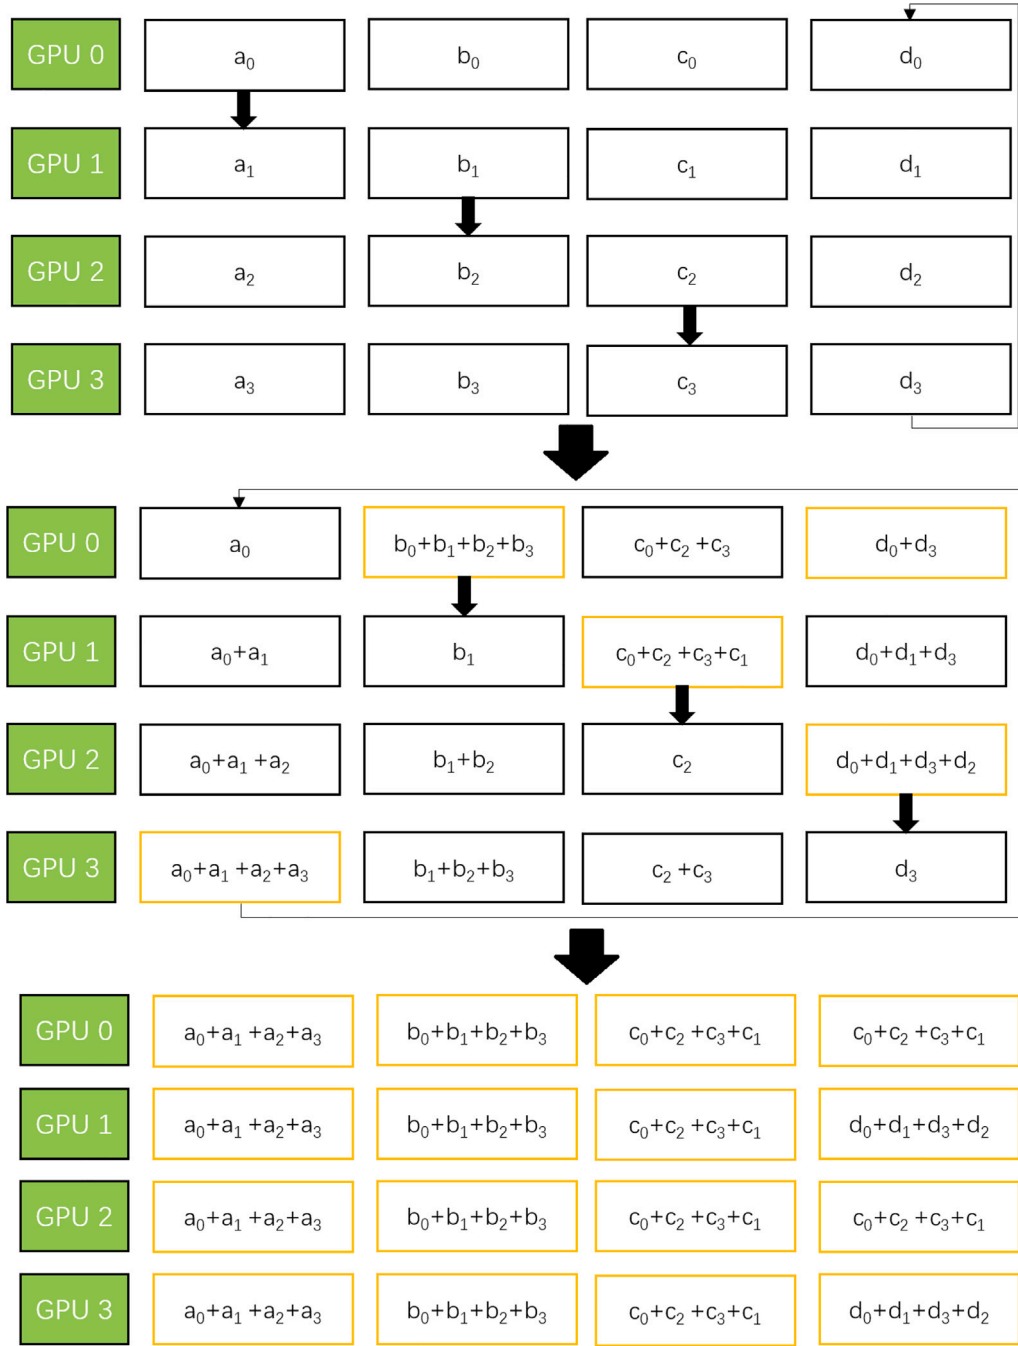 GPU 0 a₀ b₀ c₀ d₀
GPU 1 a₁ b₁ c₁ d₁
GPU 2 a₂ b₂ c₂ d₂
GPU 3 a₃ b₃ c₃ d₃
GPU 0 a₀ b₀+b₁+b₂+b₃ c₀+c₂ +c₃ d₀+d₃
GPU 1 a₀+a₁ b₁ c₀+c₂ +c₃+c₁ d₀+d₁+d₃
GPU 2 a₀+a₁ +a₂ b₁+b₂ c₂ d₀+d₁+d₃+d₂
GPU 3 a₀+a₁ +a₂+a₃ b₁+b₂+b₃ c₂ +c₃ d₃
GPU 0 a₀+a₁ +a₂+a₃ b₀+b₁+b₂+b₃ c₀+c₂ +c₃+c₁ c₀+c₂ +c₃+c₁
GPU 1 a₀+a₁ +a₂+a₃ b₀+b₁+b₂+b₃ c₀+c₂ +c₃+c₁ d₀+d₁+d₃+d₂
GPU 2 a₀+a₁ +a₂+a₃ b₀+b₁+b₂+b₃ c₀+c₂ +c₃+c₁ c₀+c₂ +c₃+c₁
GPU 3 a₀+a₁ +a₂+a₃ b₀+b₁+b₂+b₃ c₀+c₂ +c₃+c₁ d₀+d₁+d₃+d₂